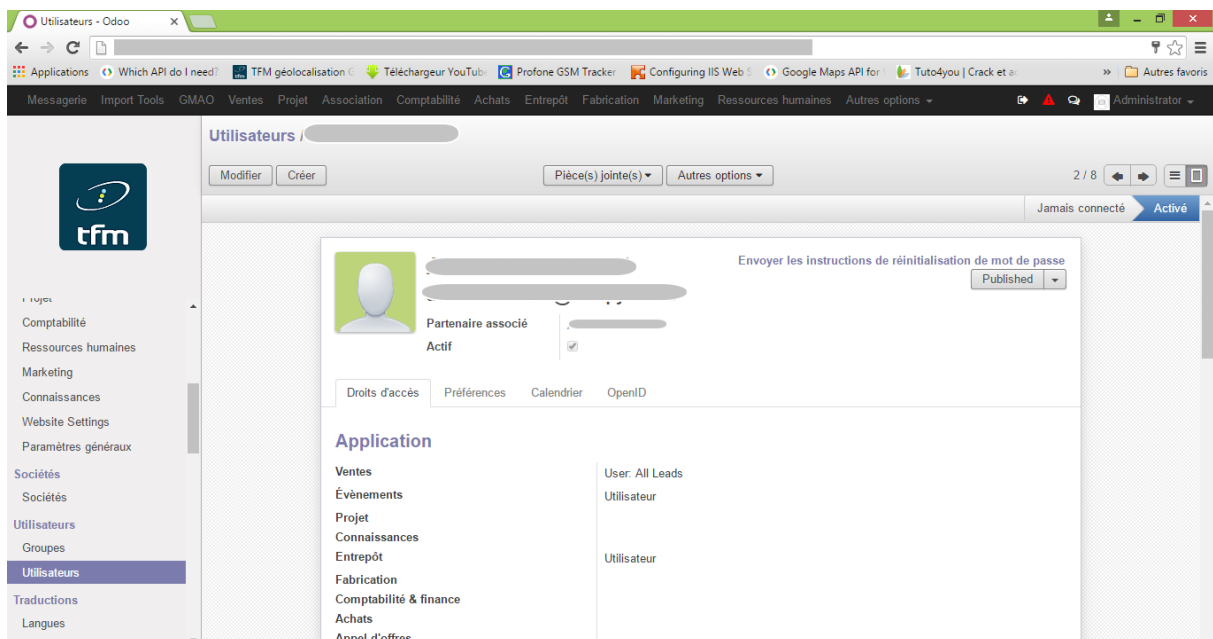 Utilisateurs - Odoo
Applications Which API do I need? TFM géolocalisation G Téléchargeur YouTub Profone GSM Tracker Configuring IIS Web S Google Maps API for Tuto4you | Crack et ac » Autres favoris
Messagerie Import Tools GMAO Ventes Projet Association Comptabilité Achats Entrepôt Fabrication Marketing Ressources humaines Autres options Administrator
Utilisateurs /
Modifier Créer Pièce(s) jointe(s) Autres options 2 / 8
Jamais connecté Activé
tfm
Envoyer les instructions de réinitialisation de mot de passe
Published
Partenaire associé
Actif
Projet
Comptabilité
Ressources humaines
Marketing
Connaissances
Website Settings
Paramètres généraux
Sociétés
Sociétés
Utilisateurs
Groupes
Utilisateurs
Traductions
Langues
Droits d'accès Préférences Calendrier OpenID
Application
Ventes User: All Leads
Évènements Utilisateur
Projet
Connaissances
Entrepôt Utilisateur
Fabrication
Comptabilité & finance
Achats
Appel d'offres